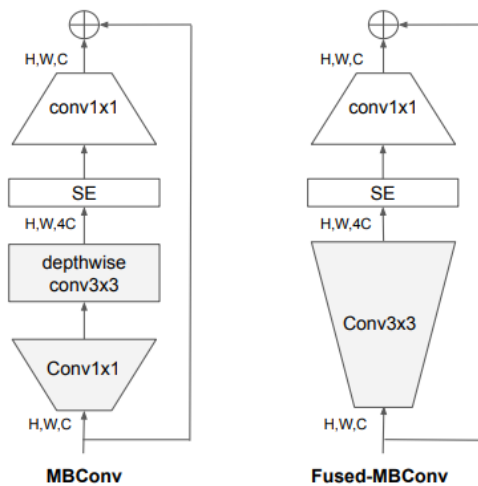 H,W,C
conv1x1
SE
H,W,4C
depthwise
conv3x3
Conv1x1
H,W,C
MBConv
H,W,C
conv1x1
SE
H,W,4C
Conv3x3
H,W,C
Fused-MBConv